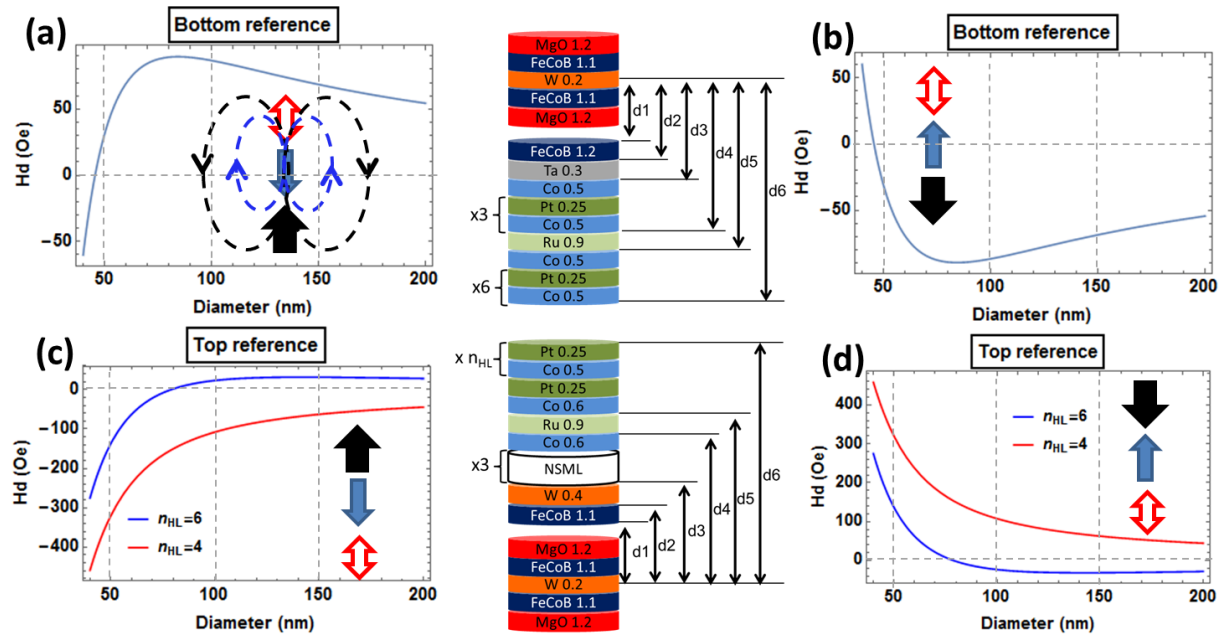 (a)
Bottom reference
50
0
−50
Hd (Oe)
50
100
150
200
Diameter (nm)
MgO 1.2
FeCoB 1.1
W 0.2
FeCoB 1.1
MgO 1.2
FeCoB 1.2
Ta 0.3
Co 0.5
x3
Pt 0.25
Co 0.5
Ru 0.9
Co 0.5
x6
Pt 0.25
Co 0.5
d1
d2
d3
d4
d5
d6
(b)
Bottom reference
50
0
−50
Hd (Oe)
50
100
150
200
Diameter (nm)
(c)
Top reference
0
−100
−200
−300
−400
Hd (Oe)
nHL=6
nHL=4
50
100
150
200
Diameter (nm)
x nHL
Pt 0.25
Co 0.5
Pt 0.25
Co 0.6
Ru 0.9
Co 0.6
x3
NSML
W 0.4
FeCoB 1.1
MgO 1.2
FeCoB 1.1
W 0.2
FeCoB 1.1
MgO 1.2
d1
d2
d3
d4
d5
d6
Top reference
(d)
400
300
200
100
0
Hd (Oe)
nHL=6
nHL=4
50
100
150
200
Diameter (nm)